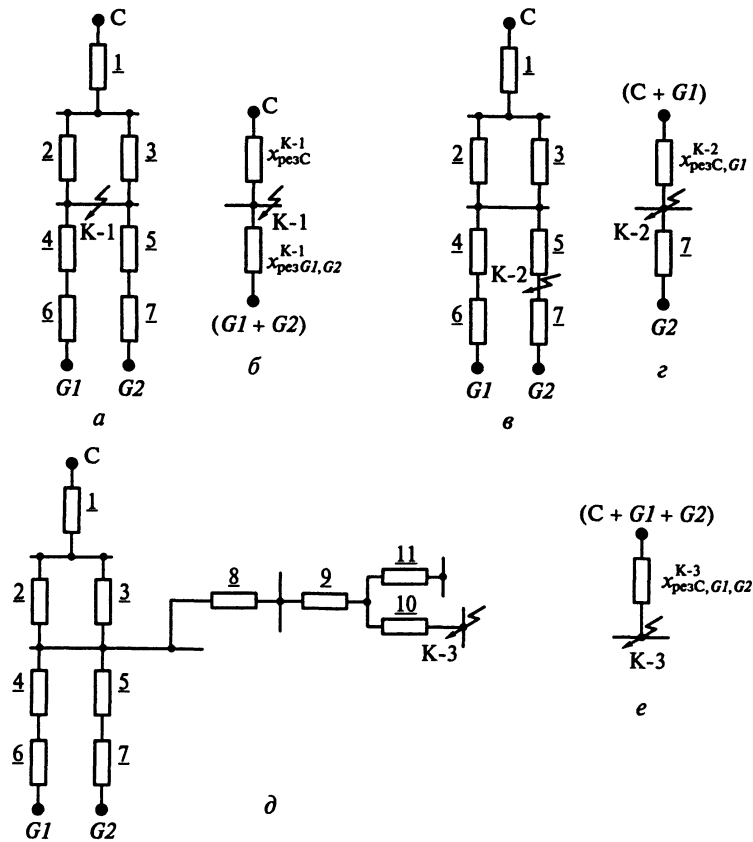 C
1
2
3
K-1
4
5
6
7
G1
G2
а
C
x^{K-1}_{резC}
K-1
x^{K-1}_{резG1,G2}
(G1 + G2)
б
C
1
2
3
4
5
K-2
6
7
G1
G2
в
(C + G1)
x^{K-2}_{резC,G1}
K-2
7
G2
г
C
1
2
3
8
9
11
10
K-3
4
5
6
7
G1
G2
д
(C + G1 + G2)
x^{K-3}_{резC,G1,G2}
K-3
е